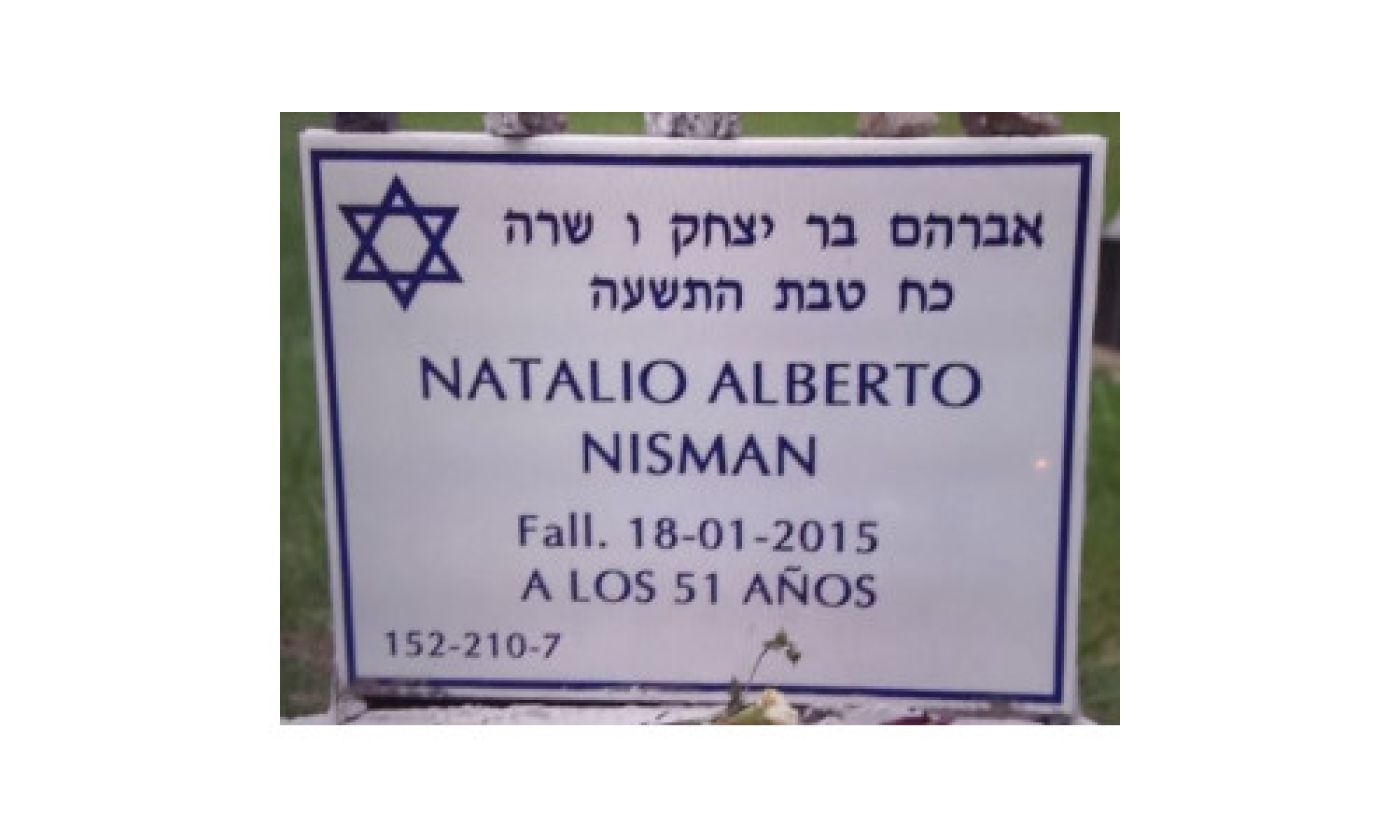 אברהם בר יצחק ו שרה
כח טבת התשעה
NATALIO ALBERTO
NISMAN
Fall. 18-01-2015
A LOS 51 AÑOS
152-210-7